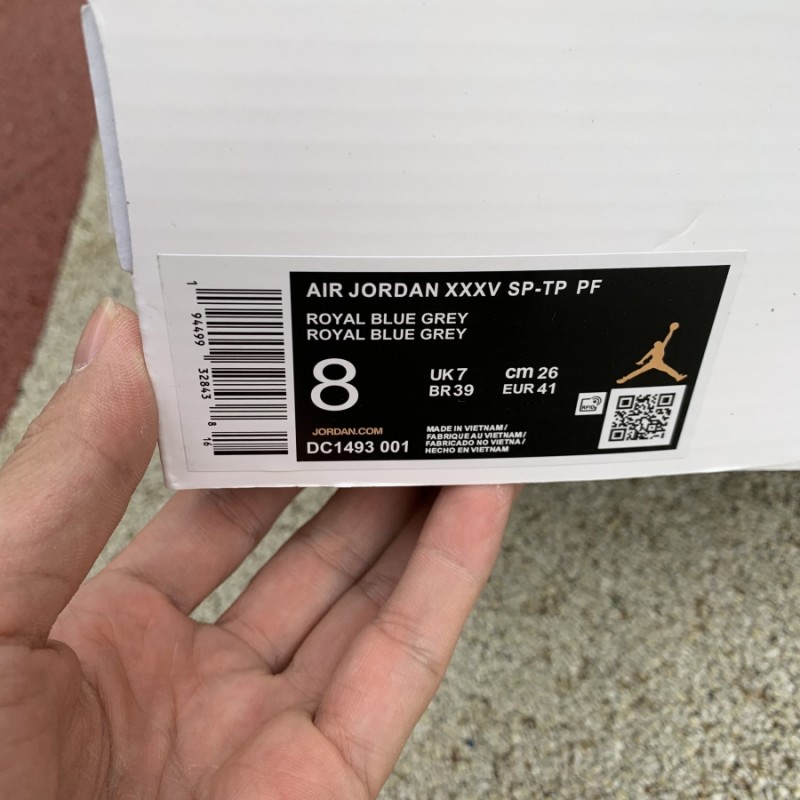 AIR JORDAN XXXV SP-TP PF
ROYAL BLUE GREY
ROYAL BLUE GREY
8
UK 7
cm 26
BR 39
EUR 41
RFID
JORDAN.COM
DC1493 001
MADE IN VIETNAM/
FABRIQUE AU VIETNAM/
FABRICADO NO VIETNA/
HECHO EN VIETNAM
1 94499 32843 8 16